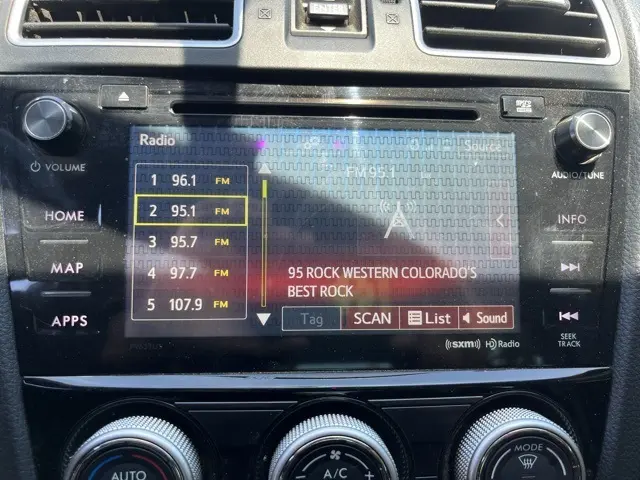 Radio
Source
VOLUME
AUDIO/TUNE
FM 95.1
1 96.1 FM
2 95.1 FM
3 95.7 FM
4 97.7 FM
5 107.9 FM
HOME
MAP
APPS
INFO
95 ROCK WESTERN COLORADO'S
BEST ROCK
Tag
SCAN
List
Sound
SEEK
TRACK
((sxm)) HD Radio
AUTO
A/C
MODE